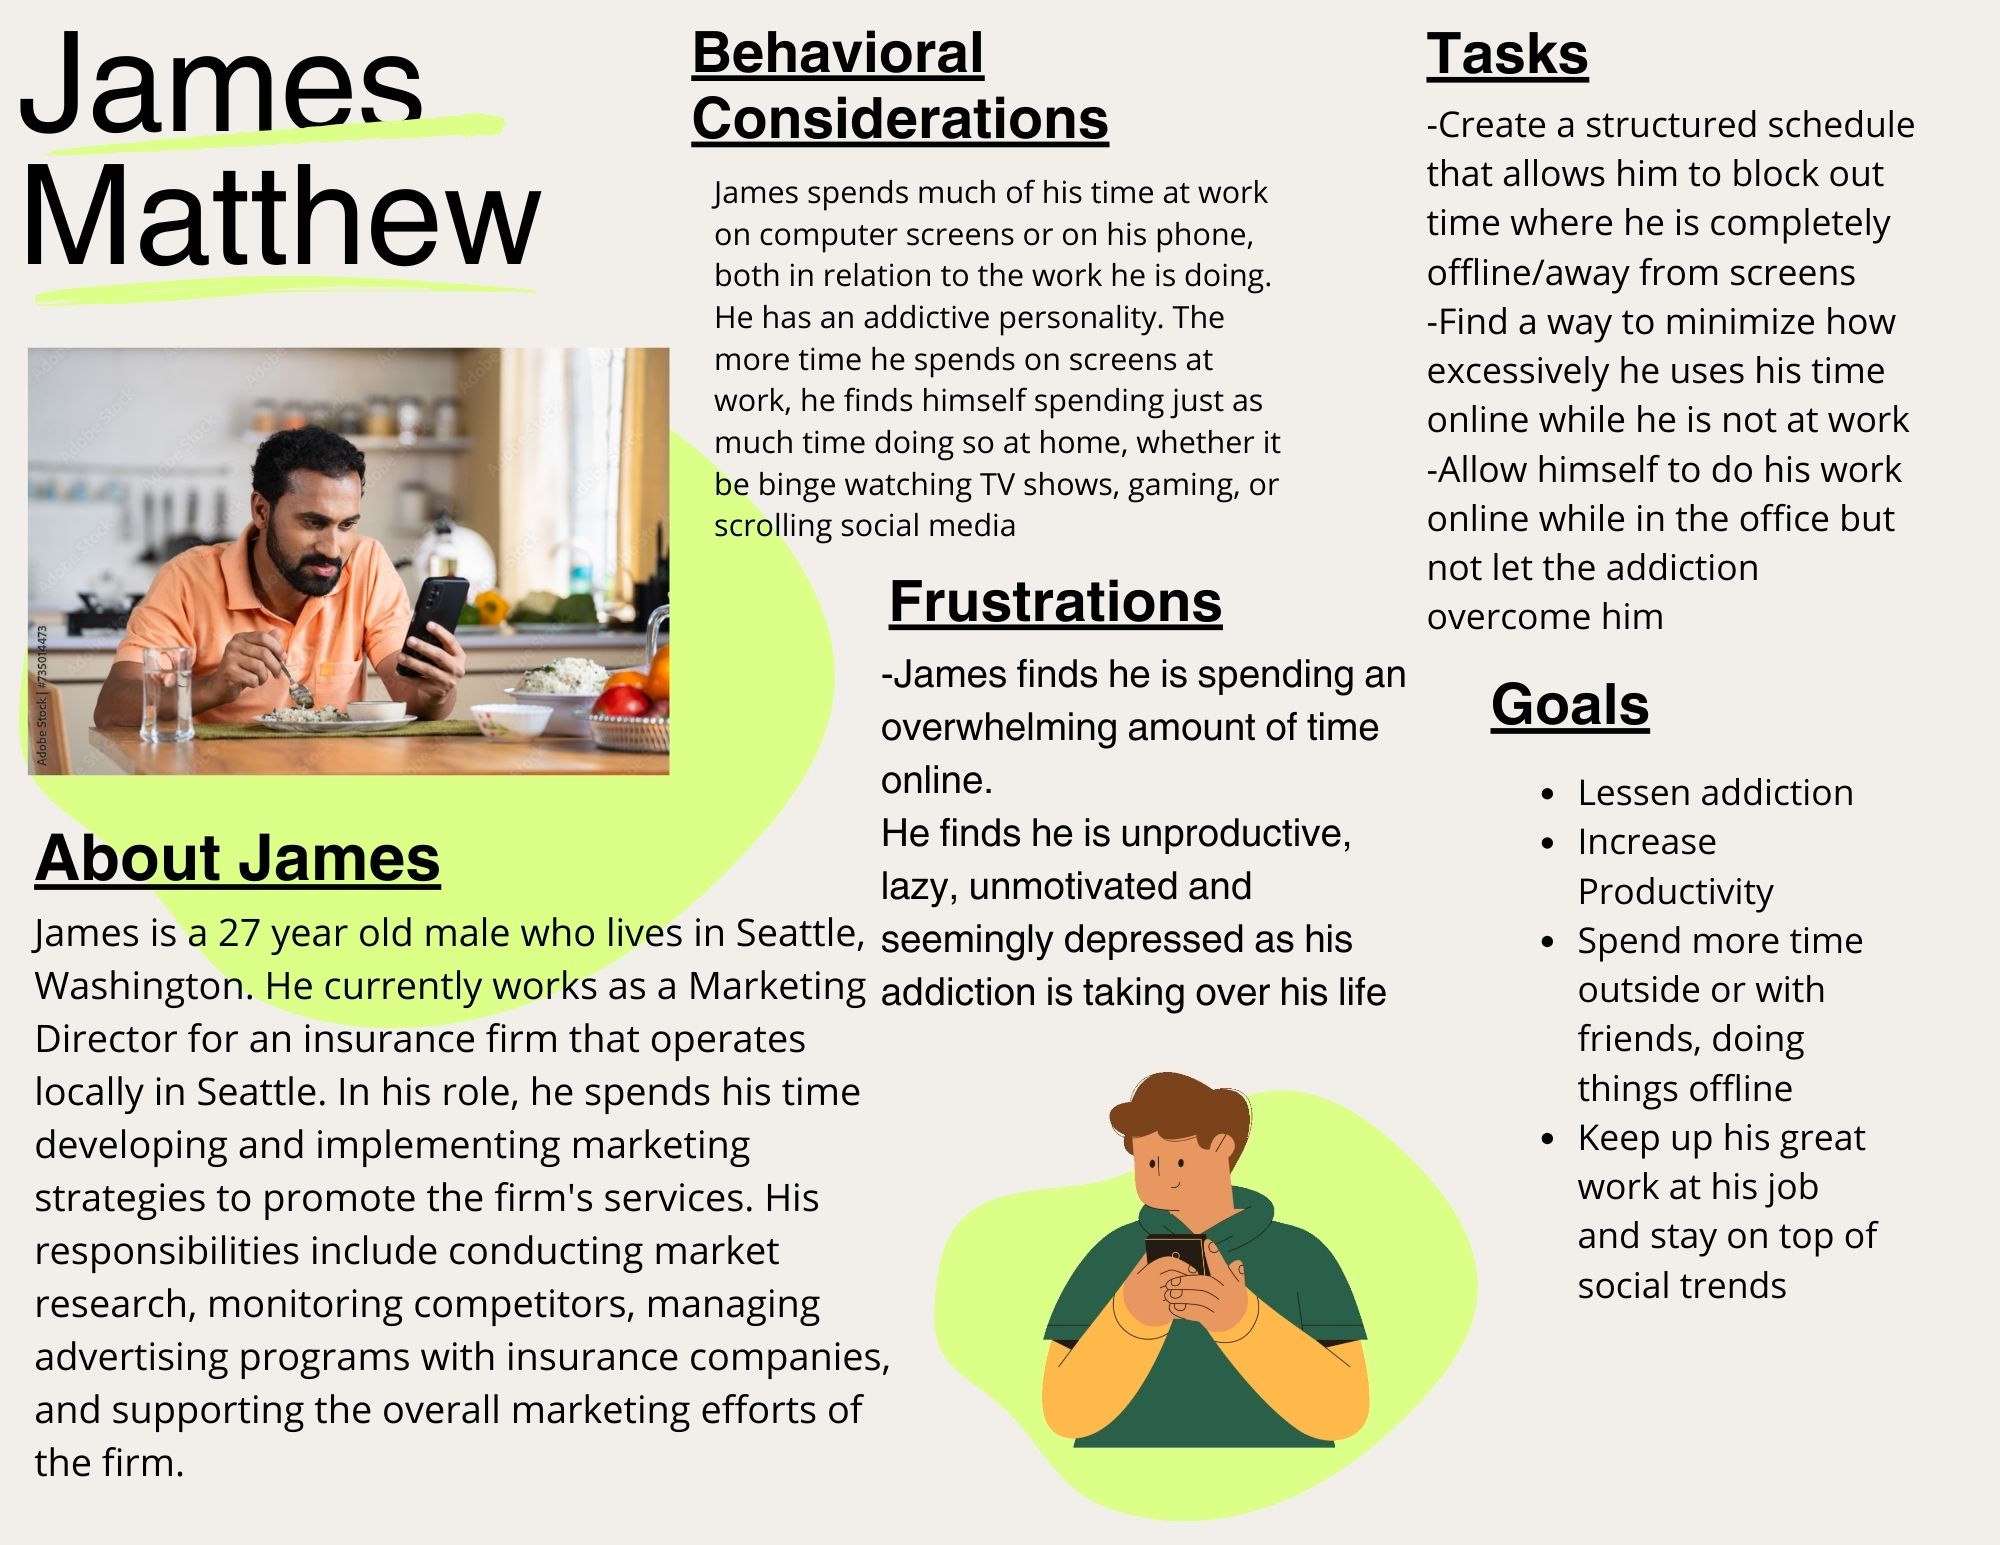 James
Matthew
Adobe Stock | #735014473
About James
James is a 27 year old male who lives in Seattle,
Washington. He currently works as a Marketing
Director for an insurance firm that operates
locally in Seattle. In his role, he spends his time
developing and implementing marketing
strategies to promote the firm's services. His
responsibilities include conducting market
research, monitoring competitors, managing
advertising programs with insurance companies,
and supporting the overall marketing efforts of
the firm.
Behavioral
Considerations
James spends much of his time at work
on computer screens or on his phone,
both in relation to the work he is doing.
He has an addictive personality. The
more time he spends on screens at
work, he finds himself spending just as
much time doing so at home, whether it
be binge watching TV shows, gaming, or
scrolling social media
Frustrations
-James finds he is spending an
overwhelming amount of time
online.
He finds he is unproductive,
lazy, unmotivated and
seemingly depressed as his
addiction is taking over his life
Tasks
-Create a structured schedule
that allows him to block out
time where he is completely
offline/away from screens
-Find a way to minimize how
excessively he uses his time
online while he is not at work
-Allow himself to do his work
online while in the office but
not let the addiction
overcome him
Goals
• Lessen addiction
• Increase
Productivity
• Spend more time
outside or with
friends, doing
things offline
• Keep up his great
work at his job
and stay on top of
social trends